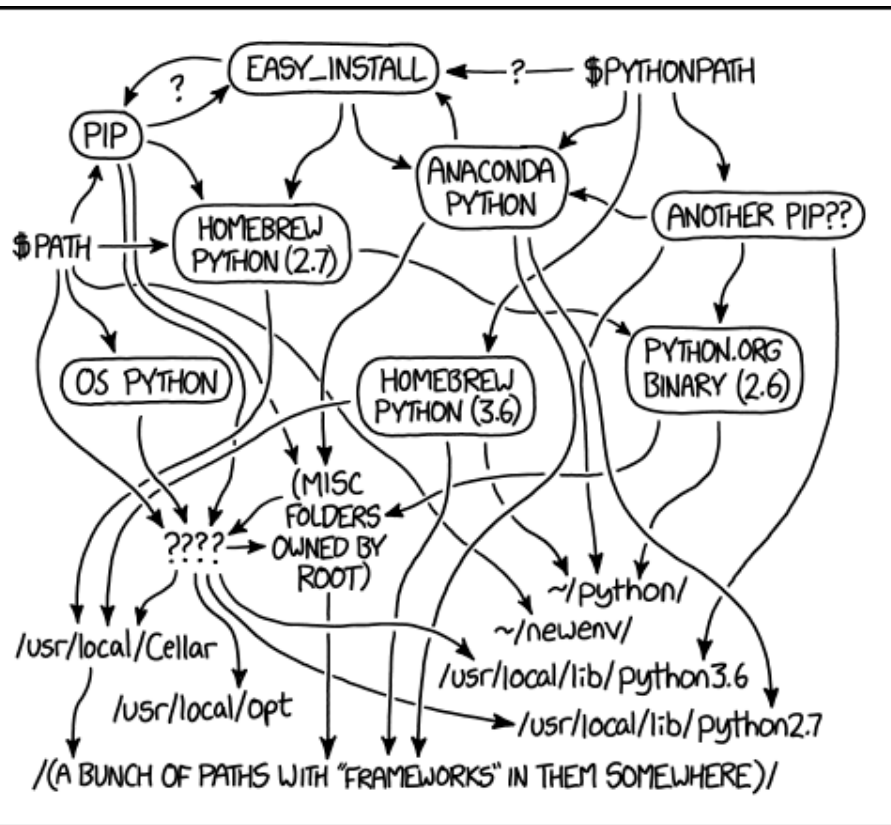 EASY_INSTALL
?
$PYTHONPATH
?
PIP
ANACONDA
PYTHON
ANOTHER PIP??
HOMEBREW
PYTHON (2.7)
$PATH
PYTHON.ORG
BINARY (2.6)
OS PYTHON
HOMEBREW
PYTHON (3.6)
(MISC
FOLDERS
OWNED BY
ROOT)
????
~/python/
~/newenv/
/usr/local/Cellar
/usr/local/lib/python3.6
/usr/local/opt
/usr/local/lib/python2.7
/(A BUNCH OF PATHS WITH "FRAMEWORKS" IN THEM SOMEWHERE)/